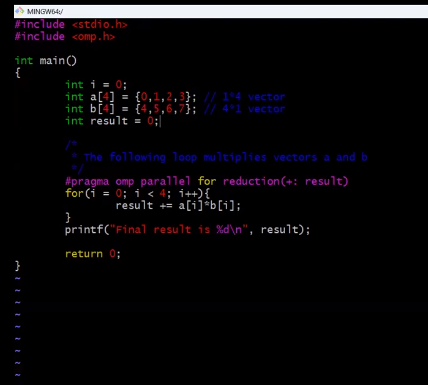 MINGW64:/
#include <stdio.h>
#include <omp.h>
int main()
{
int i = 0;
int a[4] = {0,1,2,3}; // 1*4 vector
int b[4] = {4,5,6,7}; // 4*1 vector
int result = 0;
/*
* The following loop multiplies vectors a and b
*/
#pragma omp parallel for reduction(+: result)
for(i = 0; i < 4; i++){
result += a[i]*b[i];
}
printf("Final result is %d\n", result);
return 0;
}
~
~
~
~
~
~
~
~
~